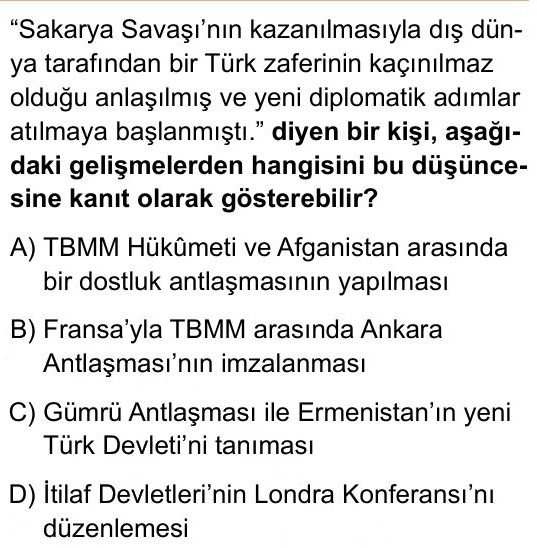 “Sakarya Savaşı’nın kazanılmasıyla dış dün-
ya tarafından bir Türk zaferinin kaçınılmaz
olduğu anlaşılmış ve yeni diplomatik adımlar
atılmaya başlanmıştı.” diyen bir kişi, aşağı-
daki gelişmelerden hangisini bu düşünce-
sine kanıt olarak gösterebilir?
A) TBMM Hükûmeti ve Afganistan arasında
bir dostluk antlaşmasının yapılması
B) Fransa’yla TBMM arasında Ankara
Antlaşması’nın imzalanması
C) Gümrü Antlaşması ile Ermenistan’ın yeni
Türk Devleti’ni tanıması
D) İtilaf Devletleri’nin Londra Konferansı’nı
düzenlemesi